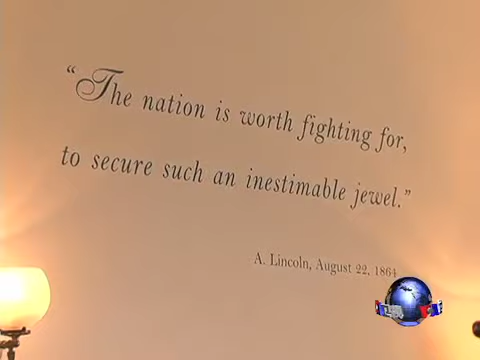 “The nation is worth fighting for,
to secure such an inestimable jewel.”
A. Lincoln, August 22, 1864